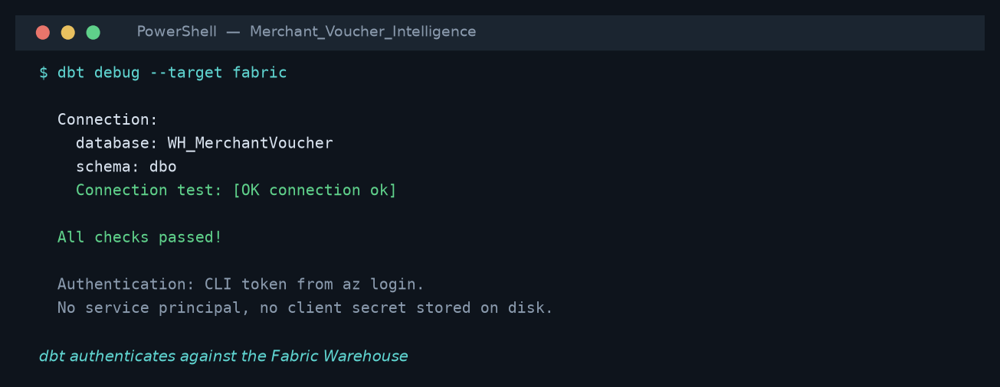 PowerShell — Merchant_Voucher_Intelligence
$ dbt debug --target fabric
Connection:
database: WH_MerchantVoucher
schema: dbo
Connection test: [OK connection ok]
All checks passed!
Authentication: CLI token from az login.
No service principal, no client secret stored on disk.
dbt authenticates against the Fabric Warehouse